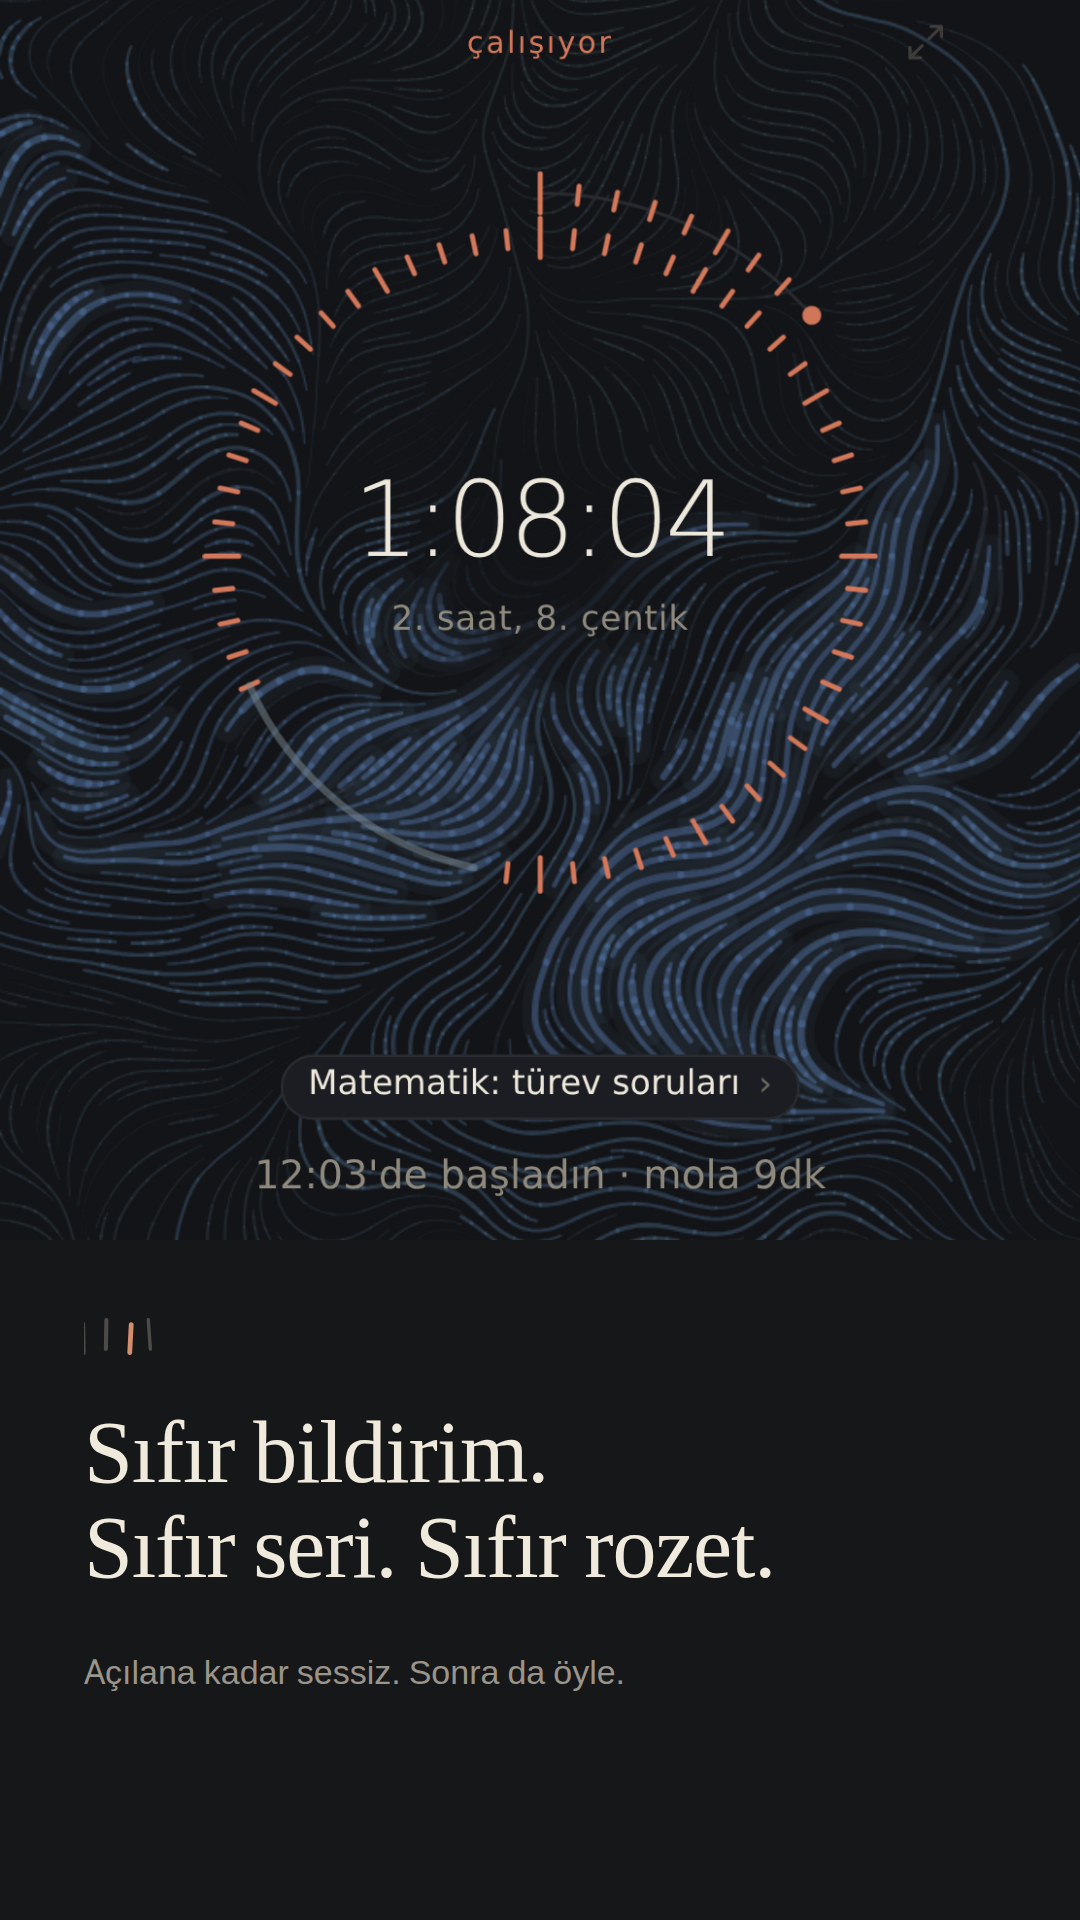 çalışıyor
1:08:04
2. saat, 8. çentik
Matematik: türev soruları ›
12:03'de başladın · mola 9dk
Sıfır bildirim.
Sıfır seri. Sıfır rozet.
Açılana kadar sessiz. Sonra da öyle.